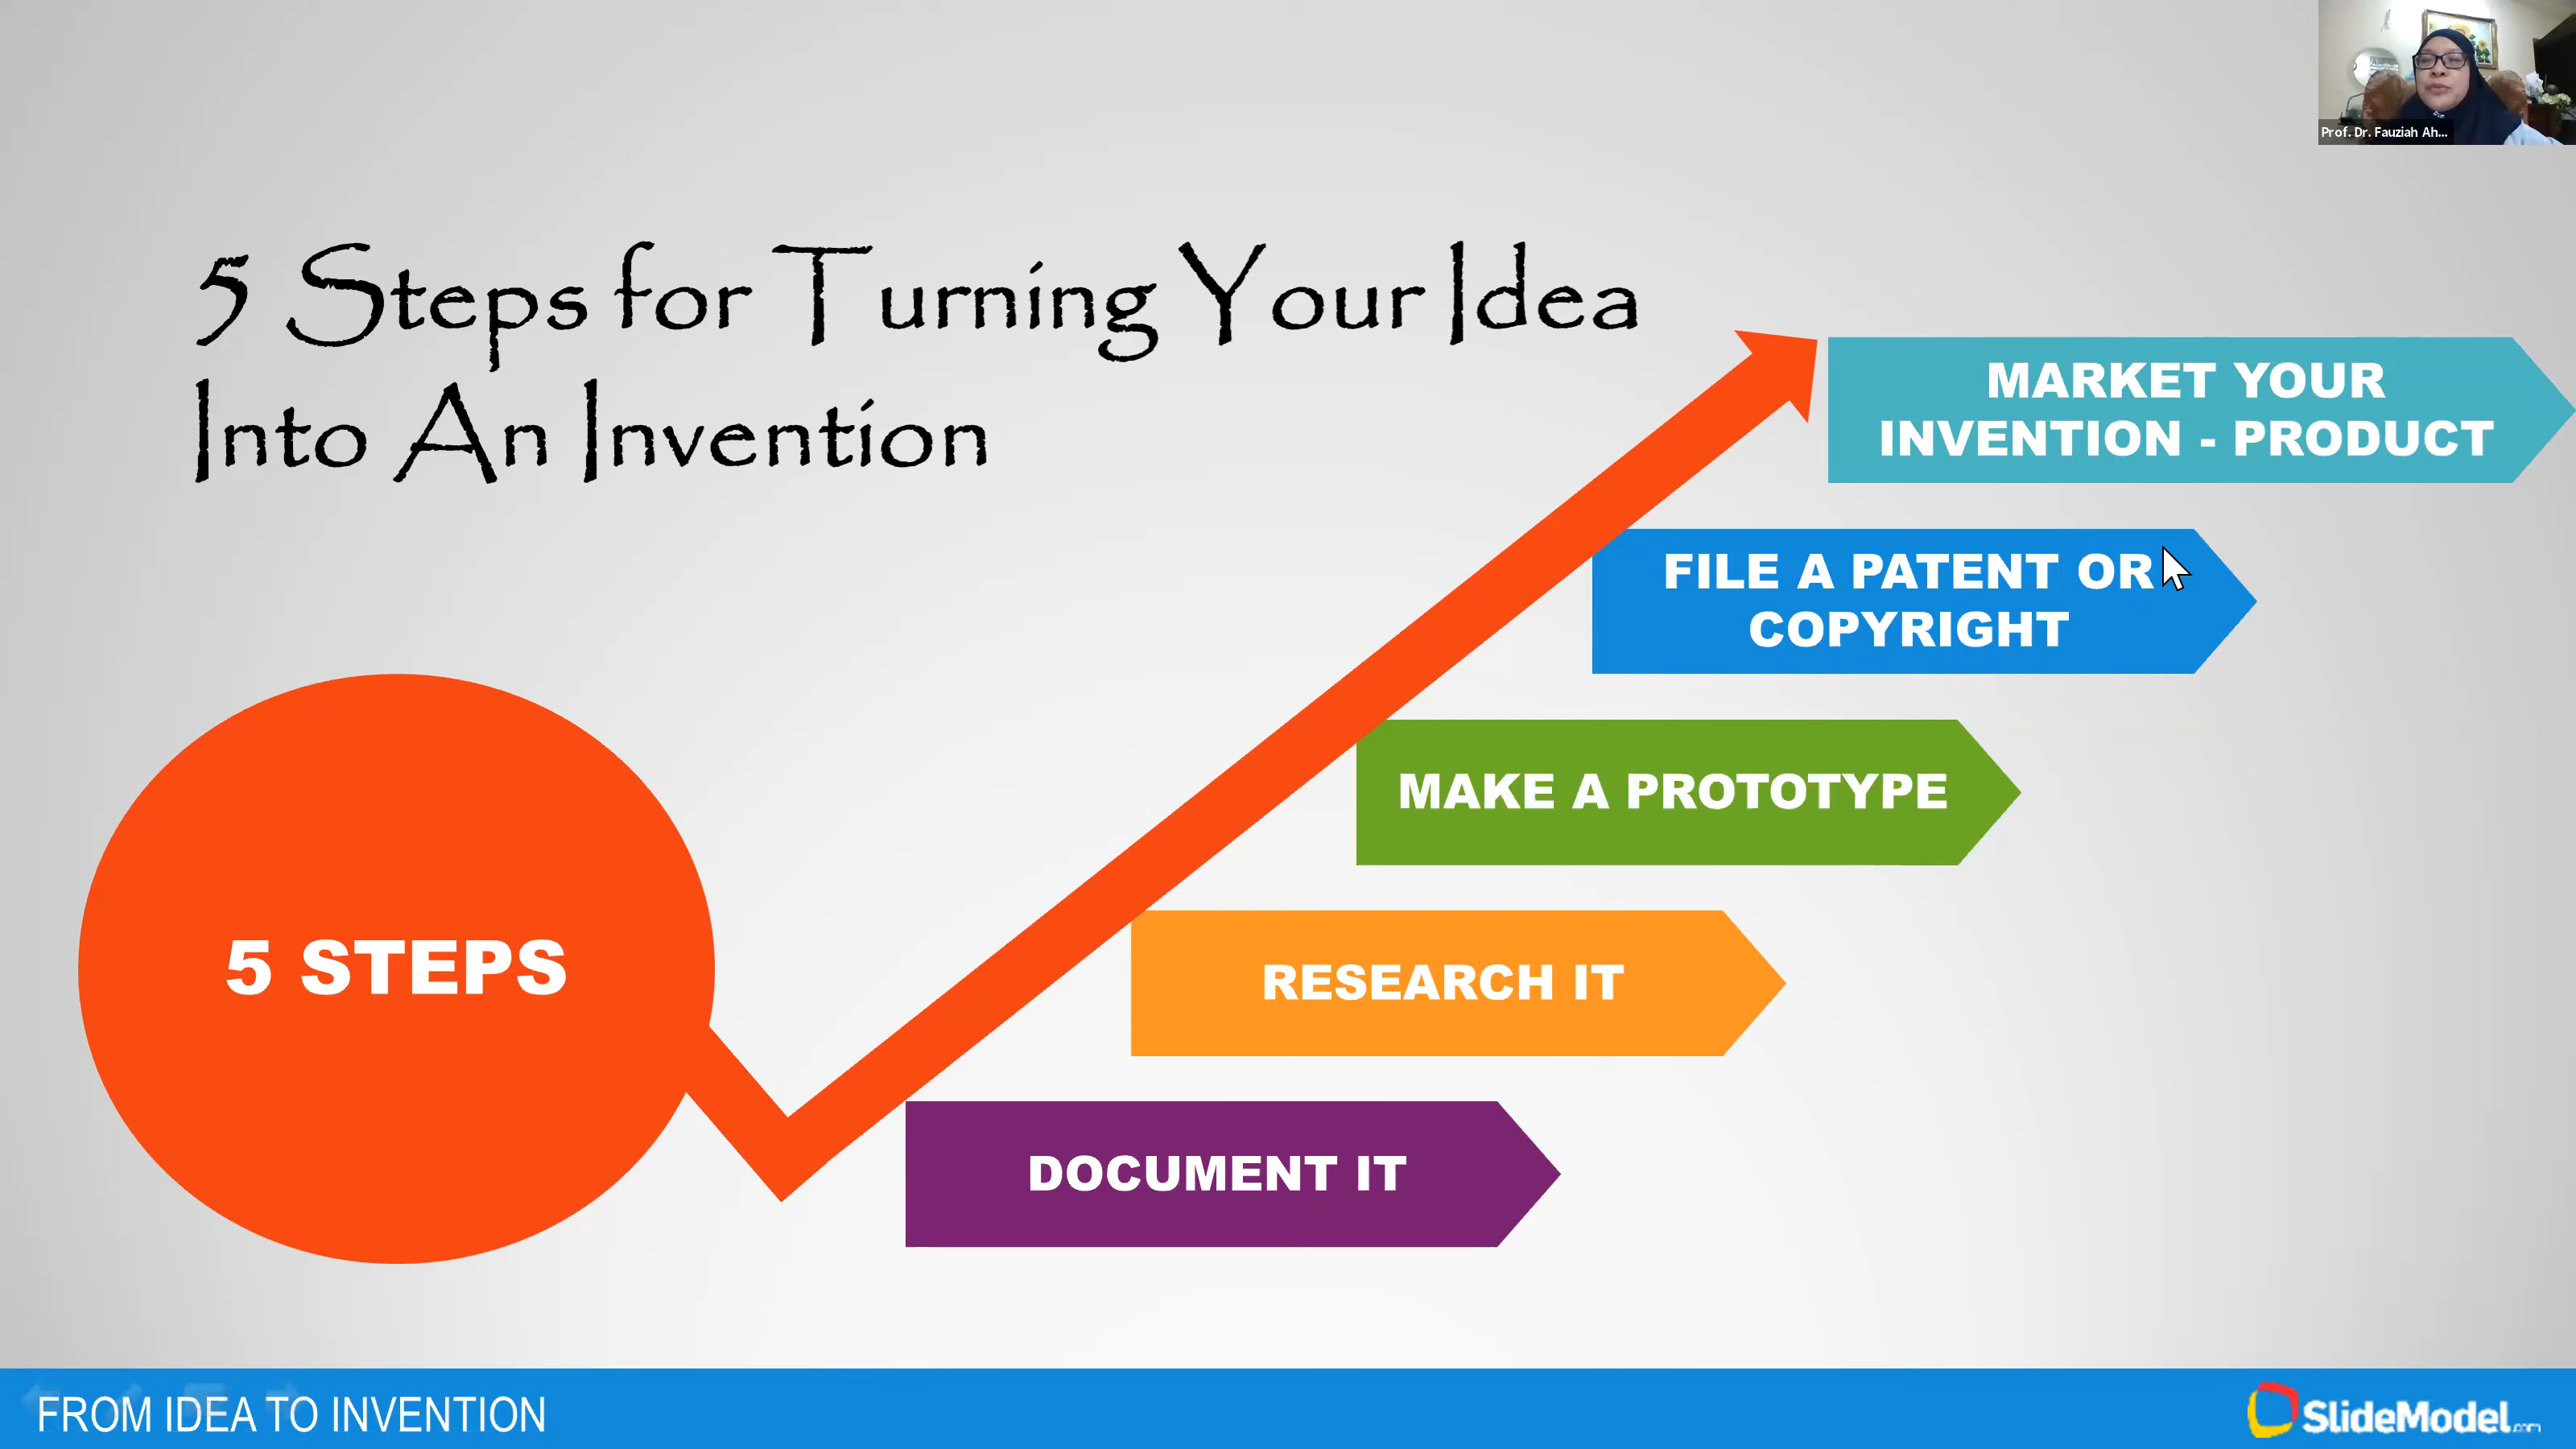 Prof. Dr. Fauziah Ah...
5 Steps for Turning Your Idea
Into An Invention
MARKET YOUR
INVENTION - PRODUCT
FILE A PATENT OR
COPYRIGHT
MAKE A PROTOTYPE
RESEARCH IT
5 STEPS
DOCUMENT IT
FROM IDEA TO INVENTION
SlideModel.com